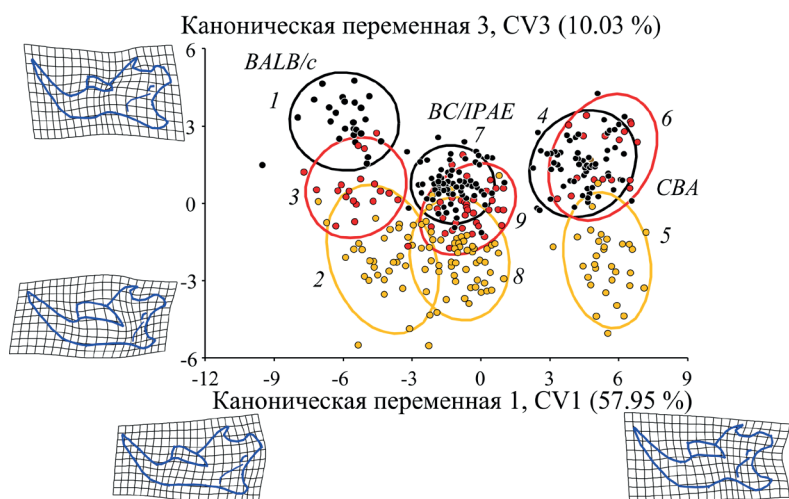 Каноническая переменная 3, CV3 (10.03 %)
6
BALB/c
1
BC/IPAE
7
4
6
3
3
CBA
0
9
5
2
8
-3
-6
-12 -9 -6 -3 0 3 6 9
Каноническая переменная 1, CV1 (57.95 %)